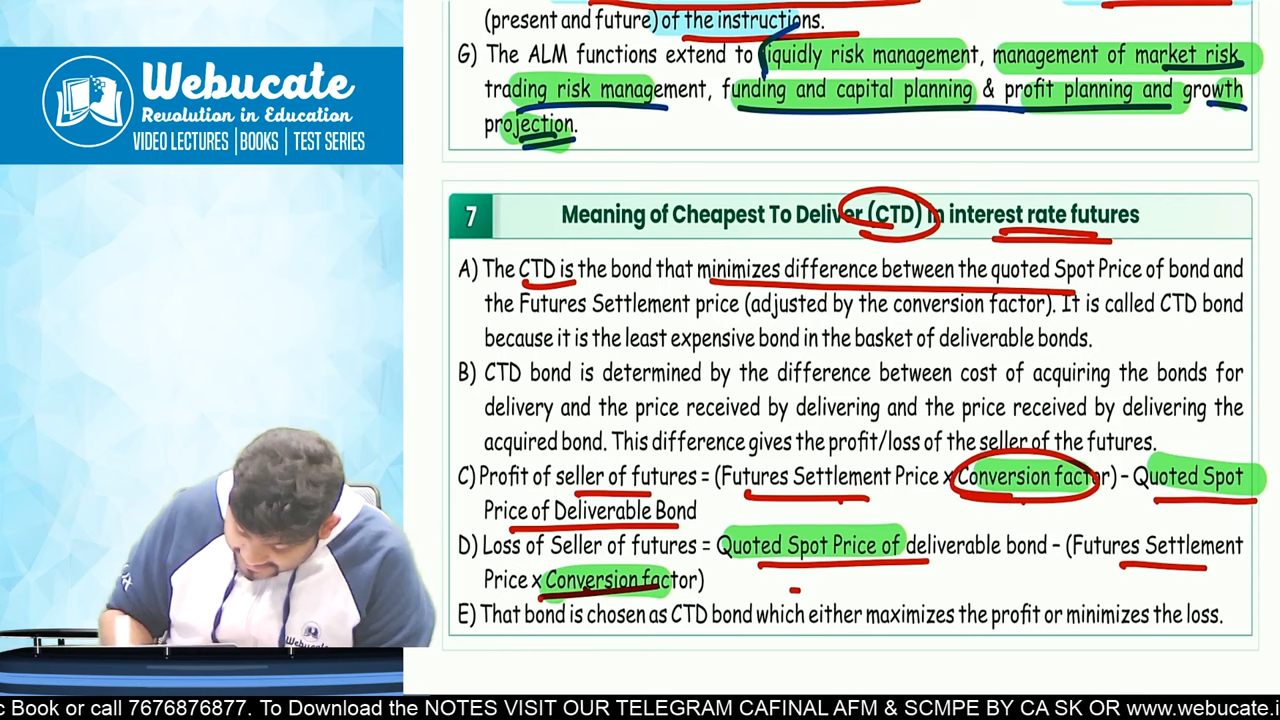 (present and future) of the instructions.
G) The ALM functions extend to liquidly risk management, management of market risk
trading risk management, funding and capital planning & profit planning and growth
projection.
Webucate
Revolution in Education
VIDEO LECTURES | BOOKS | TEST SERIES
7 Meaning of Cheapest To Deliver (CTD) in interest rate futures
A) The CTD is the bond that minimizes difference between the quoted Spot Price of bond and
the Futures Settlement price (adjusted by the conversion factor). It is called CTD bond
because it is the least expensive bond in the basket of deliverable bonds.
B) CTD bond is determined by the difference between cost of acquiring the bonds for
delivery and the price received by delivering and the price received by delivering the
acquired bond. This difference gives the profit/loss of the seller of the futures.
C) Profit of seller of futures = (Futures Settlement Price x Conversion factor) – Quoted Spot
Price of Deliverable Bond
D) Loss of Seller of futures = Quoted Spot Price of deliverable bond – (Futures Settlement
Price x Conversion factor)
E) That bond is chosen as CTD bond which either maximizes the profit or minimizes the loss.
Webucate
c Book or call 7676876877. To Download the NOTES VISIT OUR TELEGRAM CAFINAL AFM & SCMPE BY CA SK OR www.webucate.i